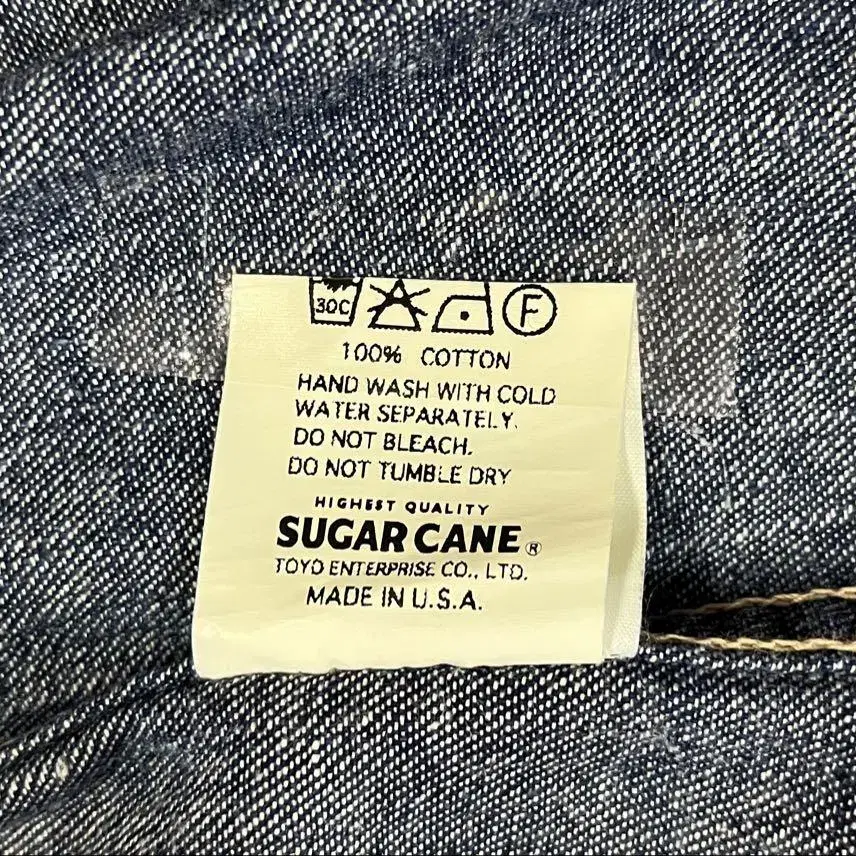 30C F
100% COTTON
HAND WASH WITH COLD
WATER SEPARATELY.
DO NOT BLEACH.
DO NOT TUMBLE DRY
HIGHEST QUALITY
SUGAR CANE®
TOYO ENTERPRISE CO., LTD.
MADE IN U.S.A.